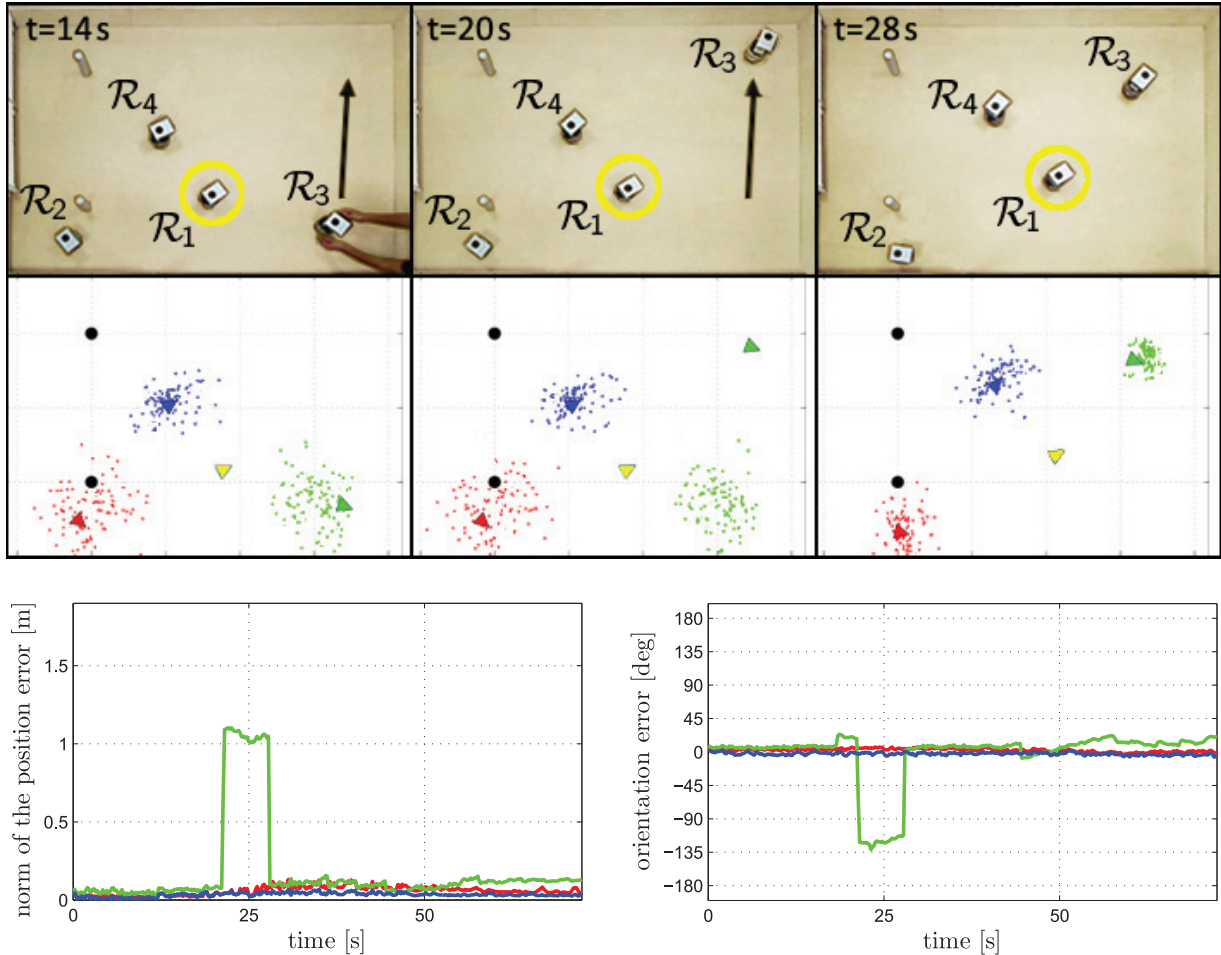 t=14 s
t=20 s
t=28 s
R4
R2
R1
R3
R4
R2
R1
R3
R4
R2
R1
R3
norm of the position error [m]
1.5
1
0.5
0
0
25
50
time [s]
orientation error [deg]
180
135
90
45
0
−45
−90
−135
−180
0
25
50
time [s]